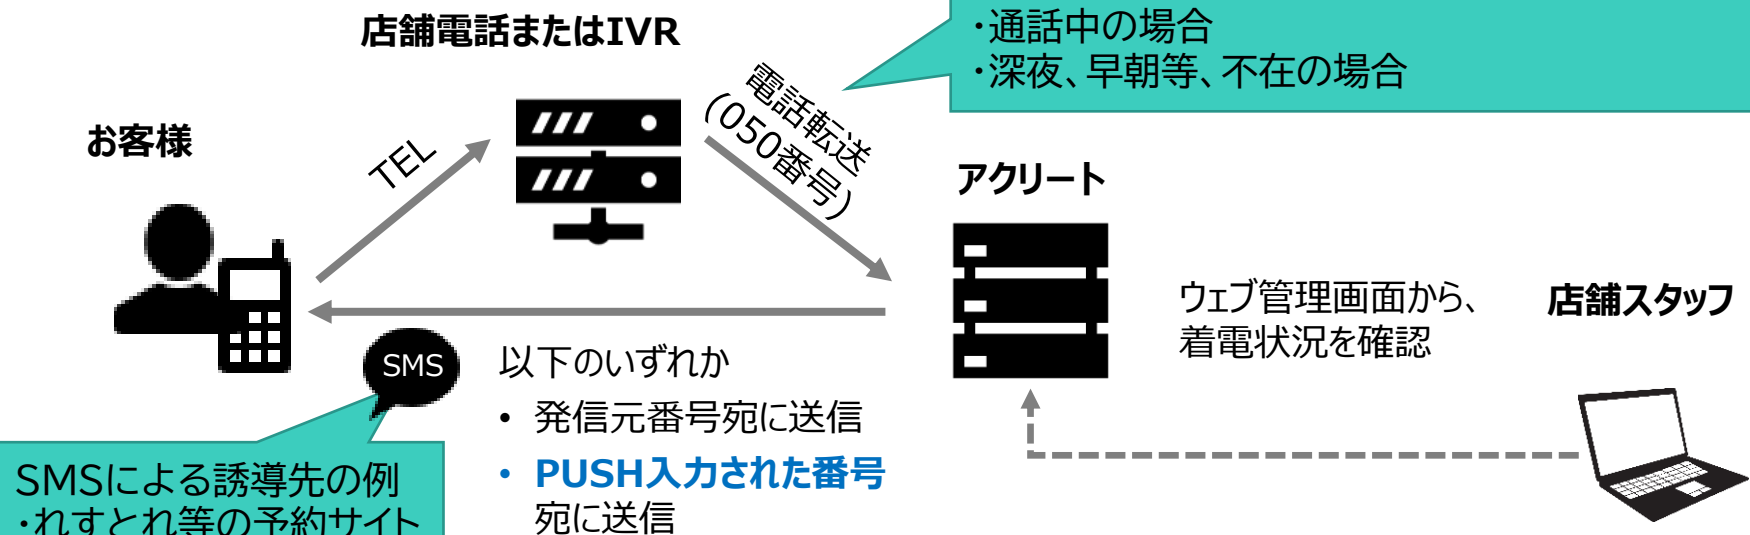 店舗電話またはIVR
・通話中の場合
・深夜、早朝等、不在の場合
お客様
TEL
電話転送
(050番号)
アクリート
ウェブ管理画面から、
着電状況を確認
店舗スタッフ
SMS
以下のいずれか
• 発信元番号宛に送信
• PUSH入力された番号
宛に送信
SMSによる誘導先の例
・れすとれ等の予約サイト